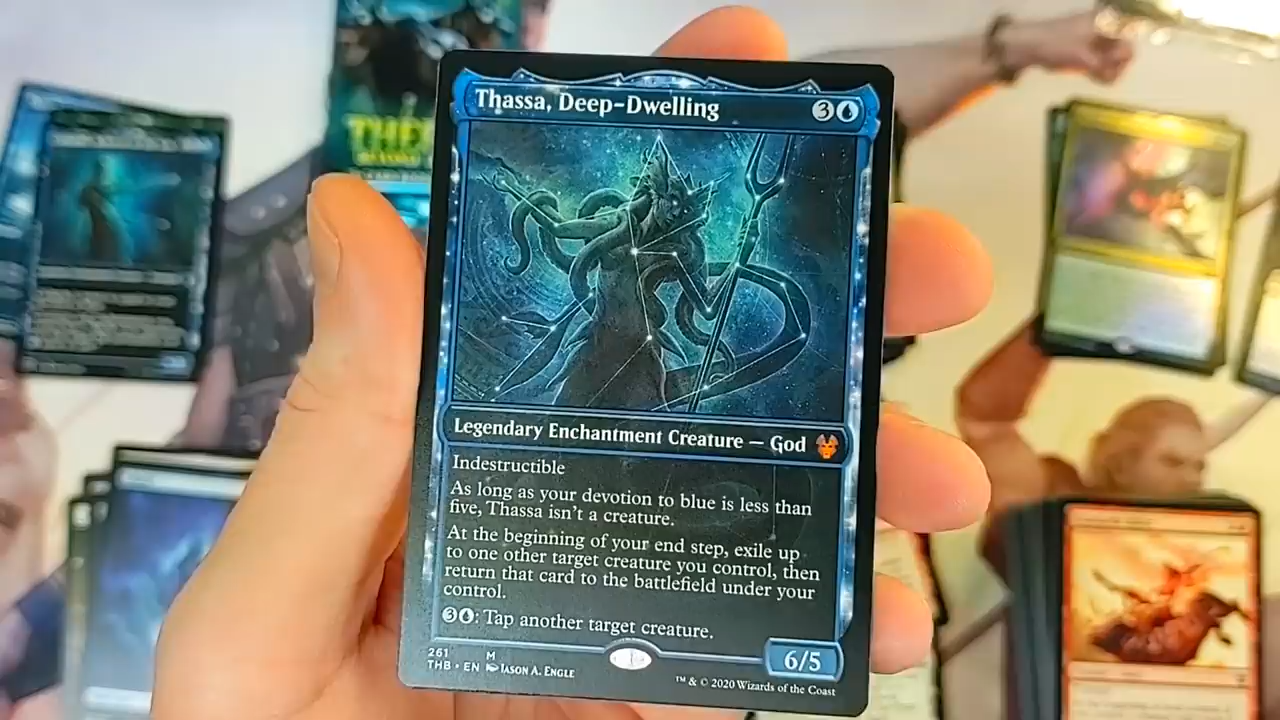 Thassa, Deep-Dwelling 3
THE
Legendary Enchantment Creature — God
Indestructible
As long as your devotion to blue is less than
five, Thassa isn't a creature.
At the beginning of your end step, exile up
to one other target creature you control, then
return that card to the battlefield under your
control.
3: Tap another target creature.
6/5
261 M
THB • EN JASON A. ENGLE
™ & © 2020 Wizards of the Coast